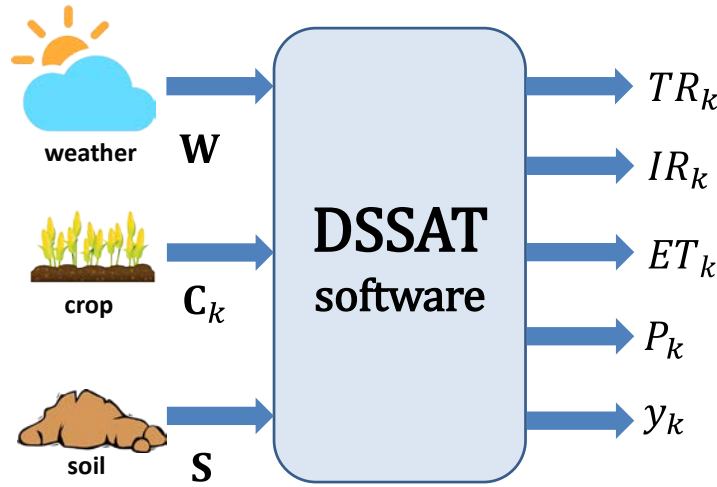 weather
W
crop
C_k
soil
S
DSSAT
software
TR_k
IR_k
ET_k
P_k
y_k